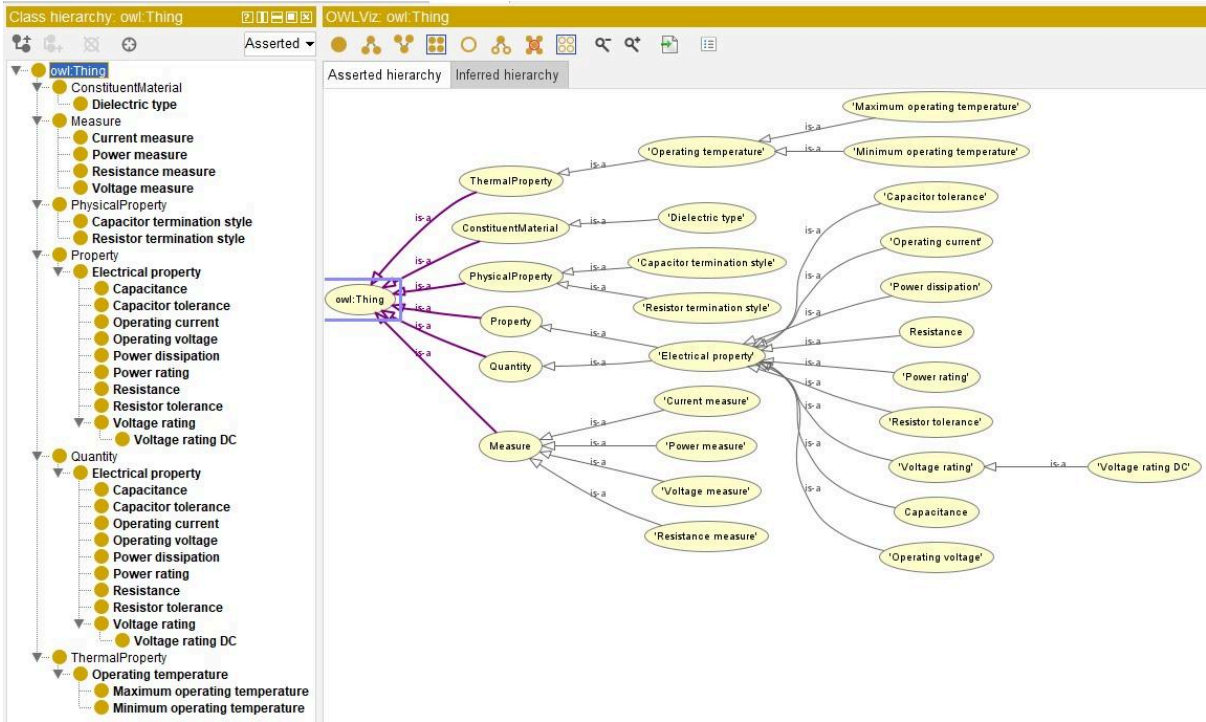 Class hierarchy: owl:Thing
Asserted
owl:Thing
ConstituentMaterial
Dielectric type
Measure
Current measure
Power measure
Resistance measure
Voltage measure
PhysicalProperty
Capacitor termination style
Resistor termination style
Property
Electrical property
Capacitance
Capacitor tolerance
Operating current
Operating voltage
Power dissipation
Power rating
Resistance
Resistor tolerance
Voltage rating
Voltage rating DC
Quantity
Electrical property
Capacitance
Capacitor tolerance
Operating current
Operating voltage
Power dissipation
Power rating
Resistance
Resistor tolerance
Voltage rating
Voltage rating DC
ThermalProperty
Operating temperature
Maximum operating temperature
Minimum operating temperature
OWLViz: owl:Thing
Asserted hierarchy Inferred hierarchy
'Maximum operating temperature'
is-a
'Operating temperature' is-a 'Minimum operating temperature'
is-a
ThermalProperty
'Capacitor tolerance'
is-a
'Dielectric type'
is-a
ConstituentMaterial
is-a
'Operating current'
is-a
'Capacitor termination style'
is-a
PhysicalProperty
is-a
'Power dissipation'
is-a
owl:Thing
is-a
'Resistor termination style'
is-a
Property
is-a
Resistance
is-a
is-a
'Electrical property'
is-a
Quantity
is-a
'Power rating'
is-a
'Current measure'
is-a
'Resistor tolerance'
is-a
Measure
is-a
'Power measure'
'Voltage rating' is-a 'Voltage rating DC'
is-a
'Voltage measure'
is-a
Capacitance
is-a
'Resistance measure'
'Operating voltage'